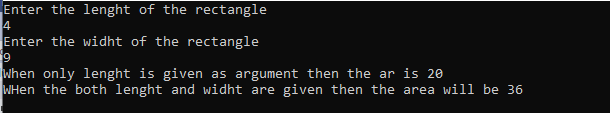 Enter the lenght of the rectangle
4
Enter the widht of the rectangle
9
When only lenght is given as argument then the ar is 20
WHen the both lenght and widht are given then the area will be 36